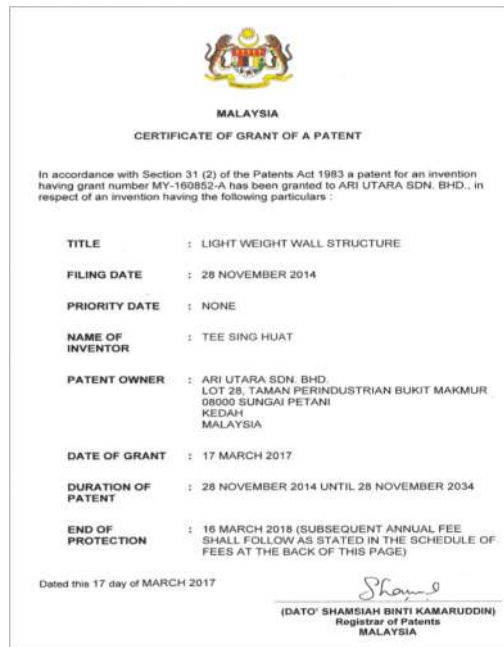 MALAYSIA
CERTIFICATE OF GRANT OF A PATENT
In accordance with Section 31 (2) of the Patents Act 1983 a patent for an invention
having grant number MY-160852-A has been granted to ARI UTARA SDN. BHD., in
respect of an invention having the following particulars :
TITLE : LIGHT WEIGHT WALL STRUCTURE
FILING DATE : 28 NOVEMBER 2014
PRIORITY DATE : NONE
NAME OF INVENTOR : TEE SING HUAT
PATENT OWNER : ARI UTARA SDN. BHD.
LOT 28, TAMAN PERINDUSTRIAN BUKIT MAKMUR
08000 SUNGAI PETANI
KEDAH
MALAYSIA
DATE OF GRANT : 17 MARCH 2017
DURATION OF PATENT : 28 NOVEMBER 2014 UNTIL 28 NOVEMBER 2034
END OF PROTECTION : 16 MARCH 2018 (SUBSEQUENT ANNUAL FEE
SHALL FOLLOW AS STATED IN THE SCHEDULE OF
FEES AT THE BACK OF THIS PAGE)
Dated this 17 day of MARCH 2017
(DATO' SHAMSIAH BINTI KAMARUDDIN)
Registrar of Patents
MALAYSIA